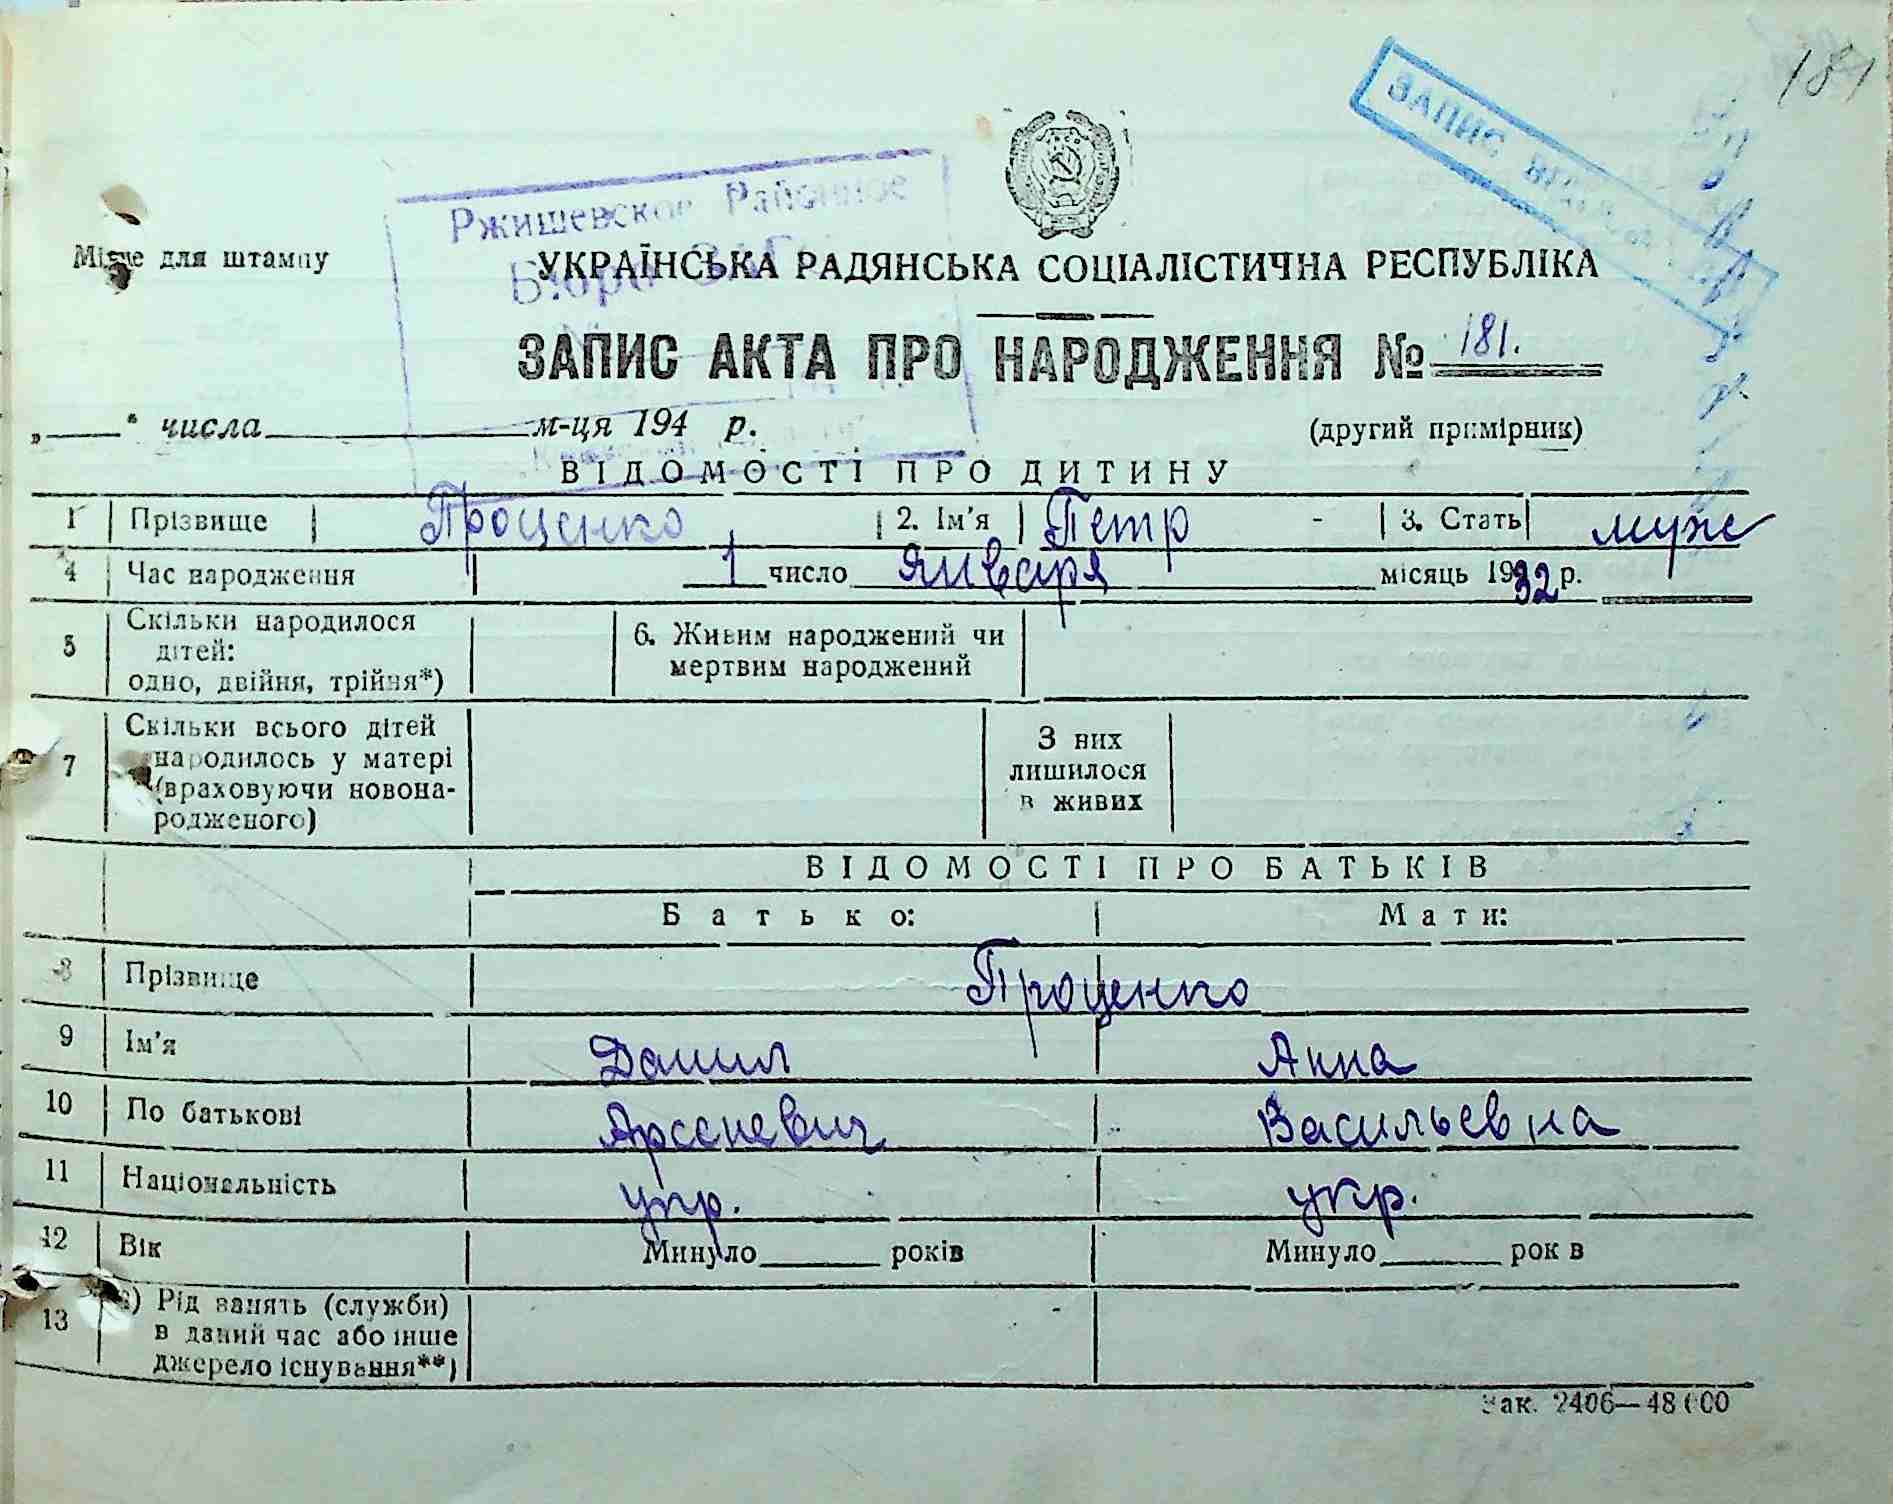 181
ЗАПИС
Ржищевское Районное
Бюро ЗАГС
Місце для штампу
УКРАЇНСЬКА РАДЯНСЬКА СОЦІАЛІСТИЧНА РЕСПУБЛІКА
ЗАПИС АКТА ПРО НАРОДЖЕННЯ № 181.
„ “ числа м-ця 194 р. (другий примірник)
ВІДОМОСТІ ПРО ДИТИНУ
1 Прізвище Проценко 2. Ім'я Петр - 3. Стать муж
4 Час народження 1 число Января місяць 1932 р.
5 Скільки народилося дітей: одно, двійня, трійня*) 6. Живим народжений чи мертвим народжений
7 Скільки всього дітей народилось у матері (враховуючи новонародженого) З них лишилося в живих
ВІДОМОСТІ ПРО БАТЬКІВ
Батько: Мати:
8 Прізвище Проценко
9 Ім'я Данил Анна
10 По батькові Арсеневич Васильевна
11 Національність укр. укр.
12 Вік Минуло років Минуло рок в
13 а) Рід занять (служби) в даний час або інше джерело існування**)
Зак. 2406—48 000